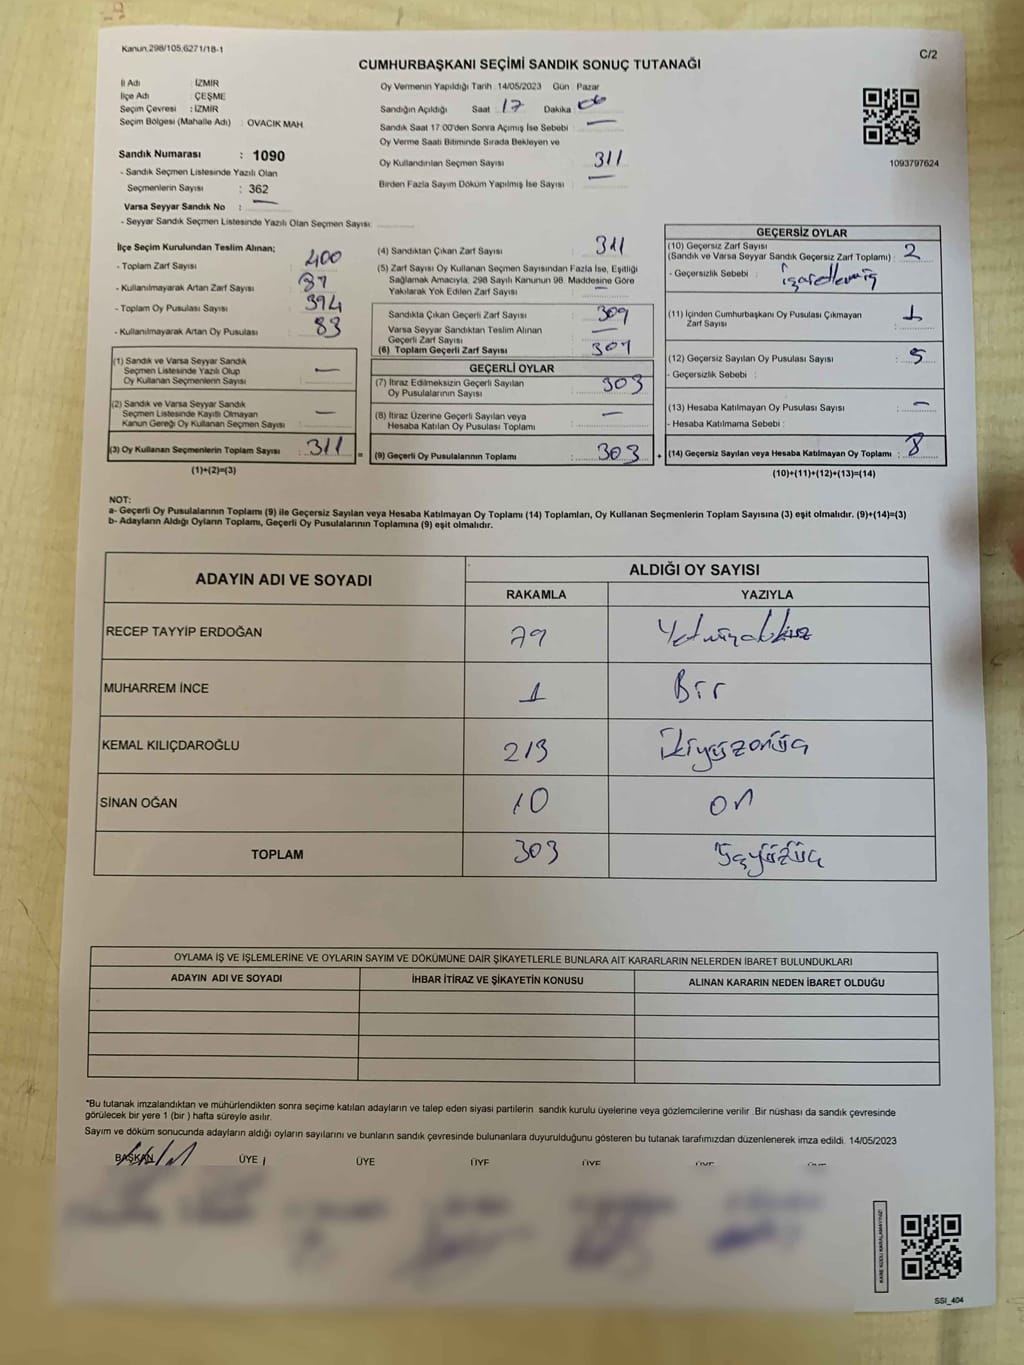 Kanun.298/105,6271/18-1
C/2
CUMHURBAŞKANI SEÇİMİ SANDIK SONUÇ TUTANAĞI
İl Adı : İZMİR
İlçe Adı : ÇEŞME
Seçim Çevresi : İZMİR
Seçim Bölgesi (Mahalle Adı) : OVACIK MAH.
Sandık Numarası : 1090
- Sandık Seçmen Listesinde Yazılı Olan
Seçmenlerin Sayısı : 362
Varsa Seyyar Sandık No : —
- Seyyar Sandık Seçmen Listesinde Yazılı Olan Seçmen Sayısı:
Oy Vermenin Yapıldığı Tarih :14/05/2023 Gün : Pazar
Sandığın Açıldığı Saat : 17 Dakika : 06
Sandık Saat 17:00'den Sonra Açımış İse Sebebi : —
Oy Verme Saati Bitiminde Sırada Bekleyen ve
Oy Kullandırılan Seçmen Sayısı : 311
Birden Fazla Sayım Döküm Yapılmış İse Sayısı : —
1093797624
İlçe Seçim Kurulundan Teslim Alınan;
- Toplam Zarf Sayısı : 400
- Kullanılmayarak Artan Zarf Sayısı :
- Toplam Oy Pusulası Sayısı : 394
- Kullanılmayarak Artan Oy Pusulası : 83
(1) Sandık ve Varsa Seyyar Sandık
Seçmen Listesinde Yazılı Olup
Oy Kullanan Seçmenlerin Sayısı : —
(2) Sandık ve Varsa Seyyar Sandık
Seçmen Listesinde Kayıtlı Olmayan
Kanun Gereği Oy Kullanan Seçmen Sayısı : —
(3) Oy Kullanan Seçmenlerin Toplam Sayısı : 311
(1)+(2)=(3)
(4) Sandıktan Çıkan Zarf Sayısı : 311
(5) Zarf Sayısı Oy Kullanan Seçmen Sayısından Fazla İse, Eşitliği
Sağlamak Amacıyla, 298 Sayılı Kanunun 98. Maddesine Göre
Yakılarak Yok Edilen Zarf Sayısı : —
Sandıkta Çıkan Geçerli Zarf Sayısı : 309
Varsa Seyyar Sandıktan Teslim Alınan
Geçerli Zarf Sayısı : —
(6) Toplam Geçerli Zarf Sayısı : 309
GEÇERLİ OYLAR
(7) İtiraz Edilmeksizin Geçerli Sayılan
Oy Pusulalarının Sayısı : 303
(8) İtiraz Üzerine Geçerli Sayılan veya
Hesaba Katılan Oy Pusulası Toplamı : —
= (9) Geçerli Oy Pusulalarının Toplamı : 303
GEÇERSİZ OYLAR
(10) Geçersiz Zarf Sayısı
(Sandık ve Varsa Seyyar Sandık Geçersiz Zarf Toplamı) : 2
- Geçersizlik Sebebi :
(11) İçinden Cumhurbaşkanı Oy Pusulası Çıkmayan
Zarf Sayısı : 1
(12) Geçersiz Sayılan Oy Pusulası Sayısı : 5
- Geçersizlik Sebebi :
(13) Hesaba Katılmayan Oy Pusulası Sayısı : —
- Hesaba Katılmama Sebebi :
+ (14) Geçersiz Sayılan veya Hesaba Katılmayan Oy Toplamı : 8
(10)+(11)+(12)+(13)=(14)
NOT:
a- Geçerli Oy Pusulalarının Toplamı (9) ile Geçersiz Sayılan veya Hesaba Katılmayan Oy Toplamı (14) Toplamları, Oy Kullanan Seçmenlerin Toplam Sayısına (3) eşit olmalıdır. (9)+(14)=(3)
b- Adayların Aldığı Oyların Toplamı, Geçerli Oy Pusulalarının Toplamına (9) eşit olmalıdır.
ADAYIN ADI VE SOYADI
ALDIĞI OY SAYISI
RAKAMLA YAZIYLA
RECEP TAYYİP ERDOĞAN 79
MUHARREM İNCE 1 Bir
KEMAL KILIÇDAROĞLU 213 ikiyüzonüç
SİNAN OĞAN 10 on
TOPLAM 303 üçyüzüç
OYLAMA İŞ VE İŞLEMLERİNE VE OYLARIN SAYIM VE DÖKÜMÜNE DAİR ŞİKAYETLERLE BUNLARA AİT KARARLARIN NELERDEN İBARET BULUNDUKLARI
ADAYIN ADI VE SOYADI İHBAR İTİRAZ VE ŞİKAYETİN KONUSU ALINAN KARARIN NEDEN İBARET OLDUĞU
*Bu tutanak imzalandıktan ve mühürlendikten sonra seçime katılan adayların ve talep eden siyasi partilerin sandık kurulu üyelerine veya gözlemcilerine verilir. Bir nüshası da sandık çevresinde
görülecek bir yere 1 (bir ) hafta süreyle asılır.
Sayım ve döküm sonucunda adayların aldığı oyların sayılarını ve bunların sandık çevresinde bulunanlara duyurulduğunu gösteren bu tutanak tarafımızdan düzenlenerek imza edildi. 14/05/2023
BAŞKAN ÜYE ÜYE ÜYE ÜYE ÜYE
KARE KODU KARALAMAYINIZ!
SSI_404